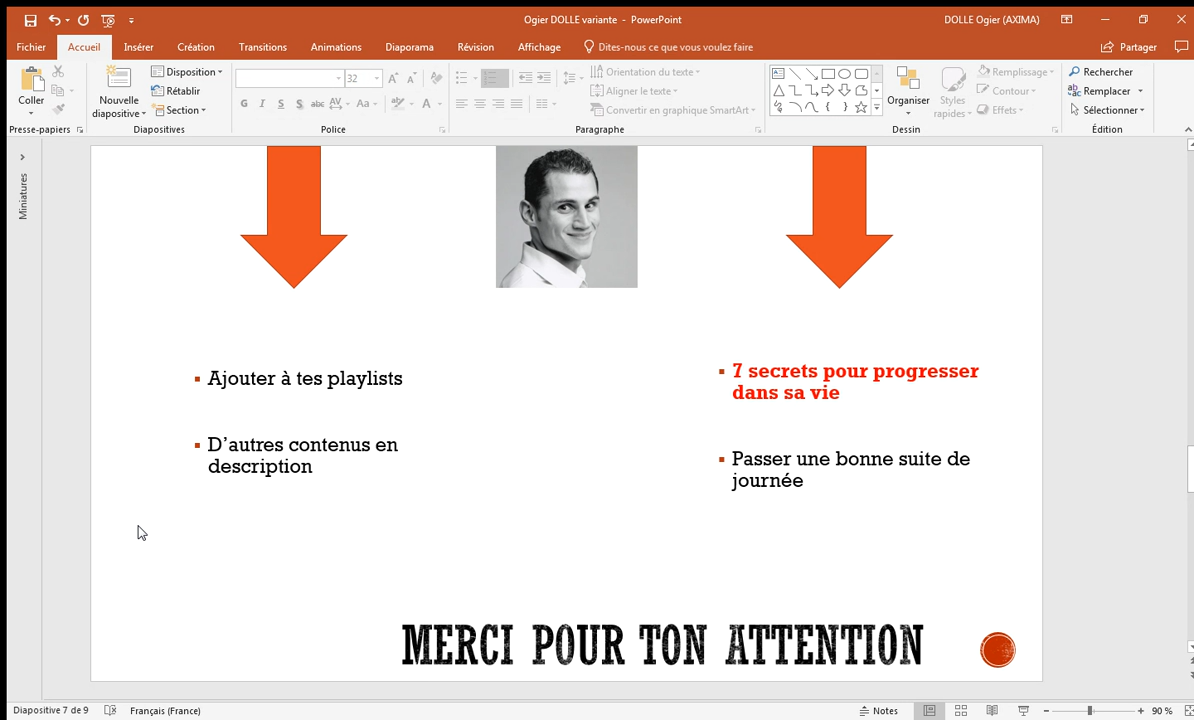 Ogier DOLLE variante - PowerPoint
DOLLE Ogier (AXIMA)
Fichier
Accueil
Insérer
Création
Transitions
Animations
Diaporama
Révision
Affichage
Dites-nous ce que vous voulez faire
Partager
Coller
Nouvelle
diapositive
Disposition
Rétablir
Section
32
G I S S abc AV Aa A
Orientation du texte
Aligner le texte
Convertir en graphique SmartArt
Organiser
Styles
rapides
Remplissage
Contour
Effets
Rechercher
Remplacer
Sélectionner
Presse-papiers
Diapositives
Police
Paragraphe
Dessin
Édition
Miniatures
Ajouter à tes playlists
D’autres contenus en
description
7 secrets pour progresser
dans sa vie
Passer une bonne suite de
journée
MERCI POUR TON ATTENTION
Diapositive 7 de 9
Français (France)
Notes
90 %